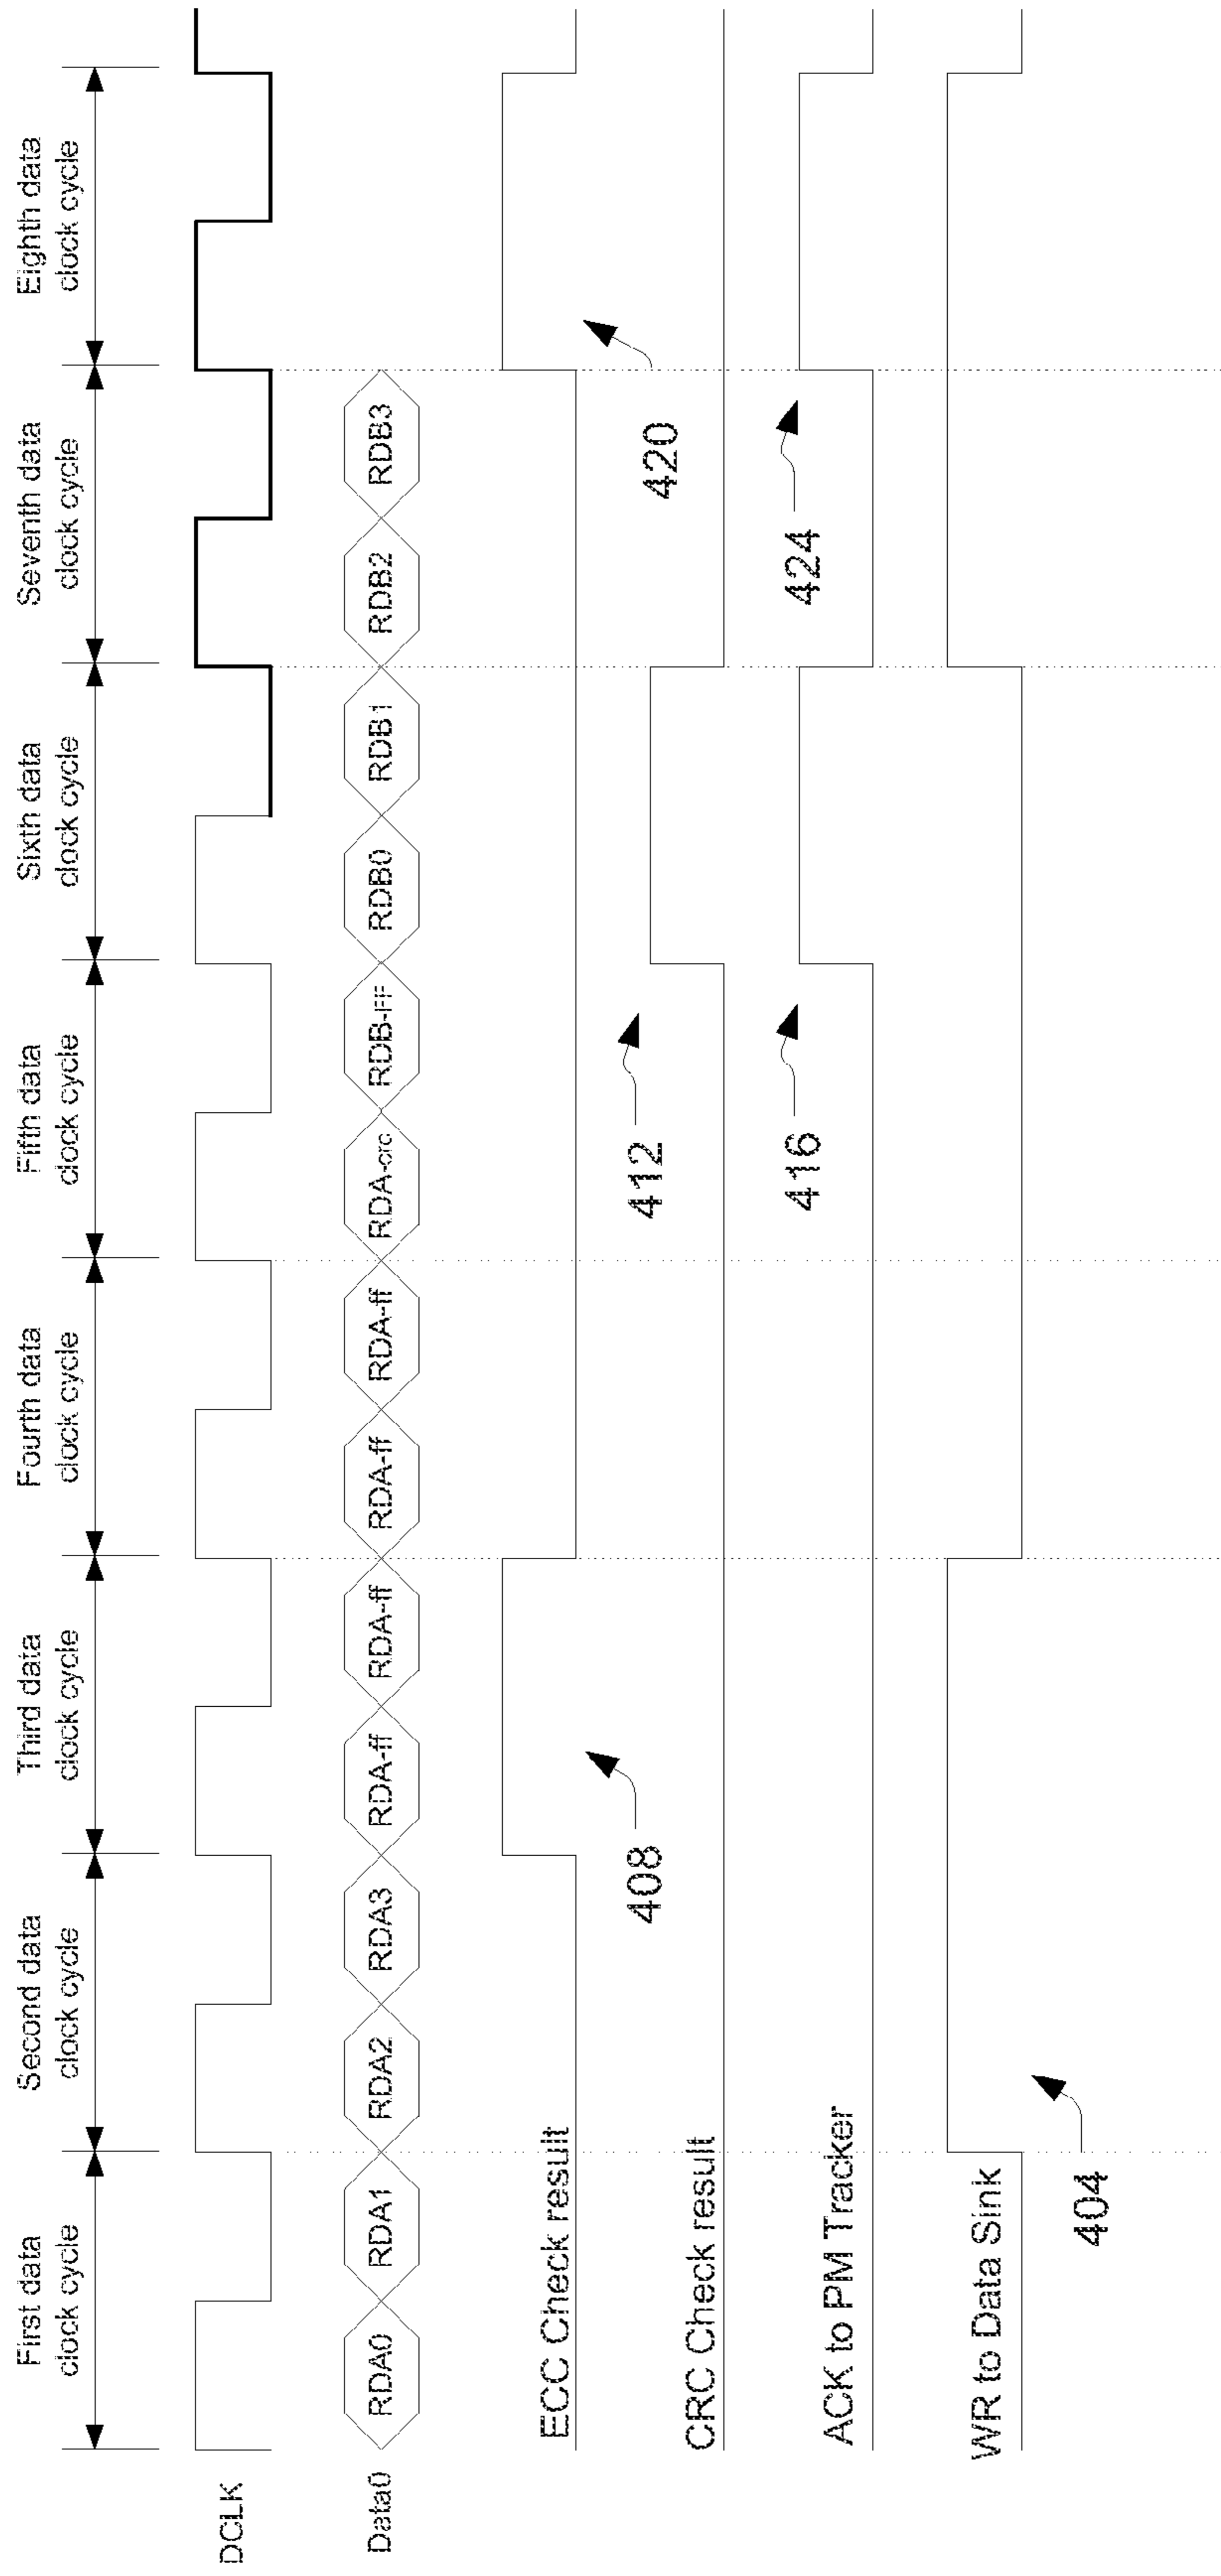 First data
clock cycle
Second data
clock cycle
Third data
clock cycle
Fourth data
clock cycle
Fifth data
clock cycle
Sixth data
clock cycle
Seventh data
clock cycle
Eighth data
clock cycle
DCLK
Data0
RDA0
RDA1
RDA2
RDA3
RDA-ff
RDA-ff
RDA-ff
RDA-ff
RDA-crc
RDB-FF
RDB0
RDB1
RDB2
RDB3
ECC Check result
408
420
CRC Check result
412
ACK to PM Tracker
416
424
WR to Data Sink
404